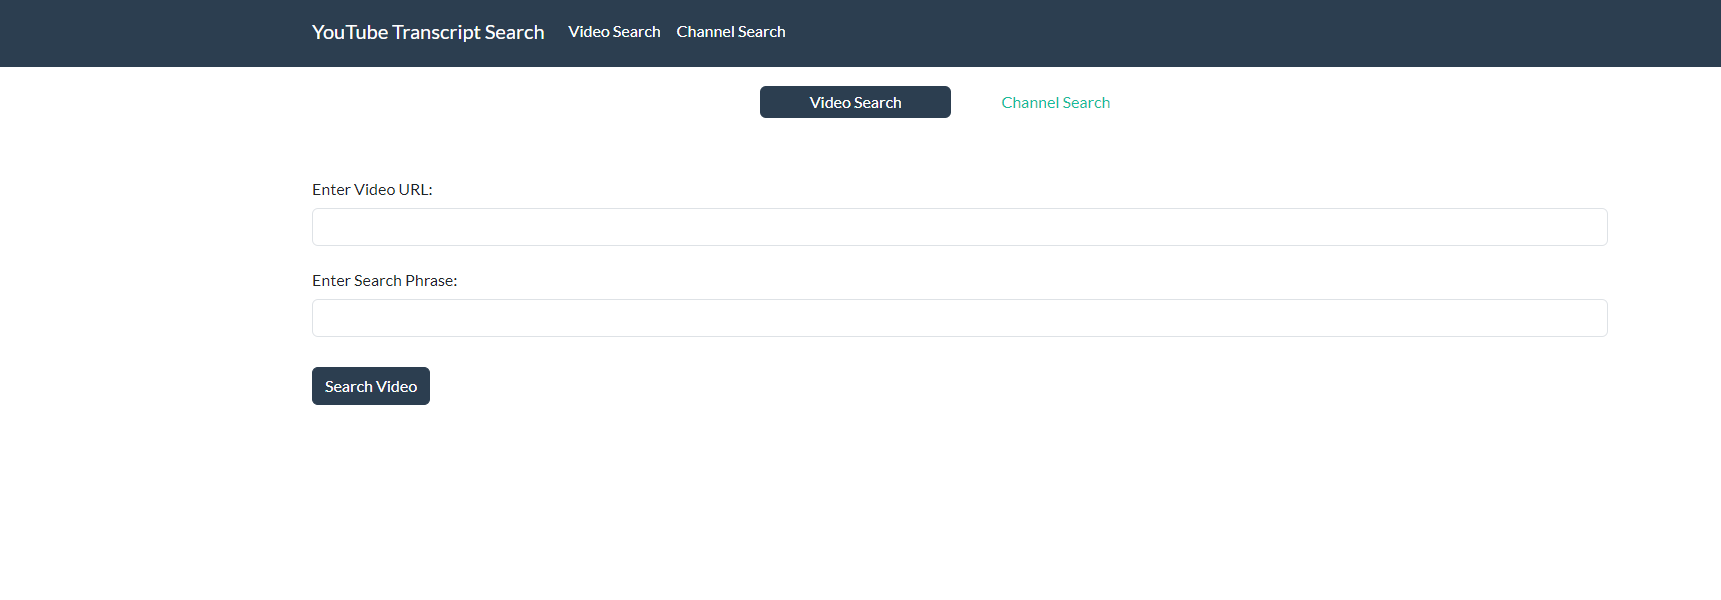 YouTube Transcript Search Video Search Channel Search
Video Search Channel Search
Enter Video URL:
Enter Search Phrase:
Search Video